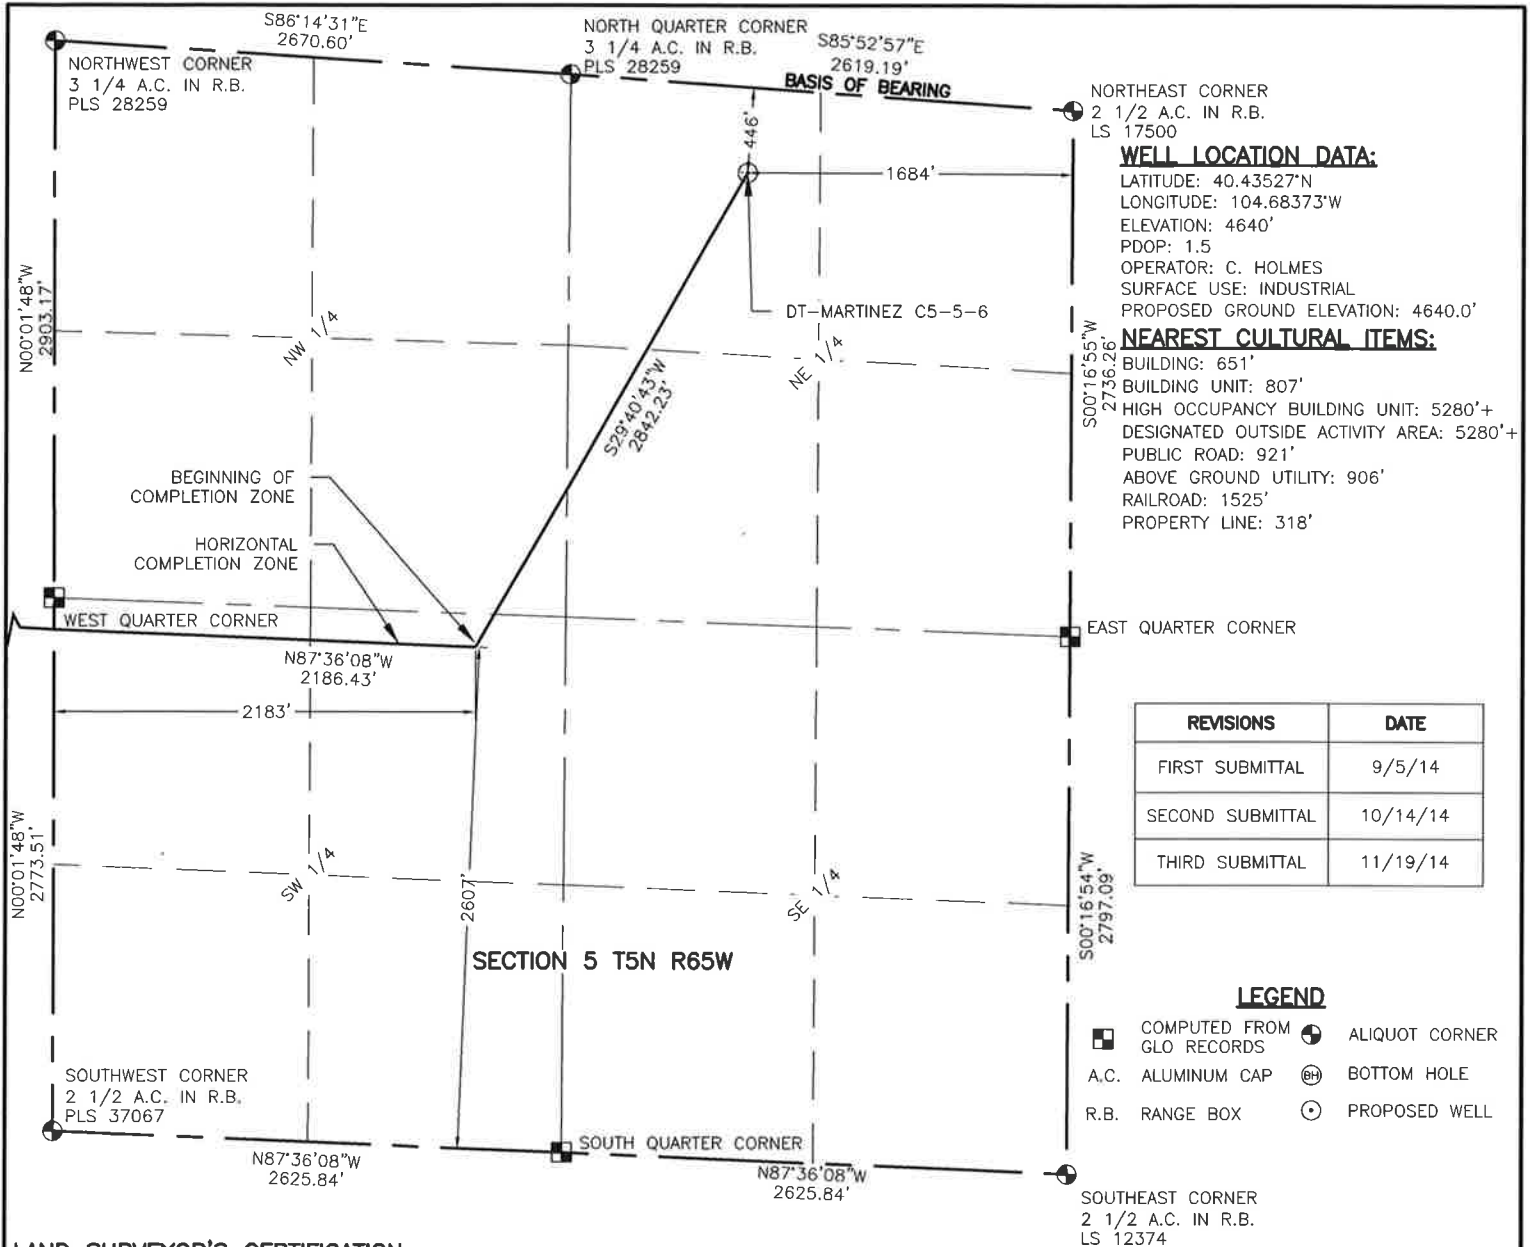 S86°14'31"E
2670.60'
NORTH QUARTER CORNER
3 1/4 A.C. IN R.B.
PLS 28259
S85°52'57"E
2619.19'
BASIS OF BEARING
NORTHWEST CORNER
3 1/4 A.C. IN R.B.
PLS 28259
NORTHEAST CORNER
2 1/2 A.C. IN R.B.
LS 17500
446'
1684'
WELL LOCATION DATA:
LATITUDE: 40.43527°N
LONGITUDE: 104.68373°W
ELEVATION: 4640'
PDOP: 1.5
OPERATOR: C. HOLMES
SURFACE USE: INDUSTRIAL
PROPOSED GROUND ELEVATION: 4640.0'
NEAREST CULTURAL ITEMS:
BUILDING: 651'
BUILDING UNIT: 807'
HIGH OCCUPANCY BUILDING UNIT: 5280'+
DESIGNATED OUTSIDE ACTIVITY AREA: 5280'+
PUBLIC ROAD: 921'
ABOVE GROUND UTILITY: 906'
RAILROAD: 1525'
PROPERTY LINE: 318'
N00°01'48"W
2903.17'
DT-MARTINEZ C5-5-6
NW 1/4
NE 1/4
S00°16'55"W
2736.26'
S29°40'43"W
2842.23'
BEGINNING OF
COMPLETION ZONE
HORIZONTAL
COMPLETION ZONE
WEST QUARTER CORNER
EAST QUARTER CORNER
N87°36'08"W
2186.43'
2183'
REVISIONS DATE
FIRST SUBMITTAL 9/5/14
SECOND SUBMITTAL 10/14/14
THIRD SUBMITTAL 11/19/14
N00°01'48"W
2773.51'
SW 1/4
2607'
SE 1/4
S00°16'54"W
2797.09'
SECTION 5 T5N R65W
LEGEND
COMPUTED FROM
GLO RECORDS
ALIQUOT CORNER
A.C. ALUMINUM CAP
BH BOTTOM HOLE
R.B. RANGE BOX
PROPOSED WELL
SOUTHWEST CORNER
2 1/2 A.C. IN R.B.
PLS 37067
SOUTH QUARTER CORNER
N87°36'08"W
2625.84'
N87°36'08"W
2625.84'
SOUTHEAST CORNER
2 1/2 A.C. IN R.B.
LS 12374
LAND SURVEYOR'S CERTIFICATION